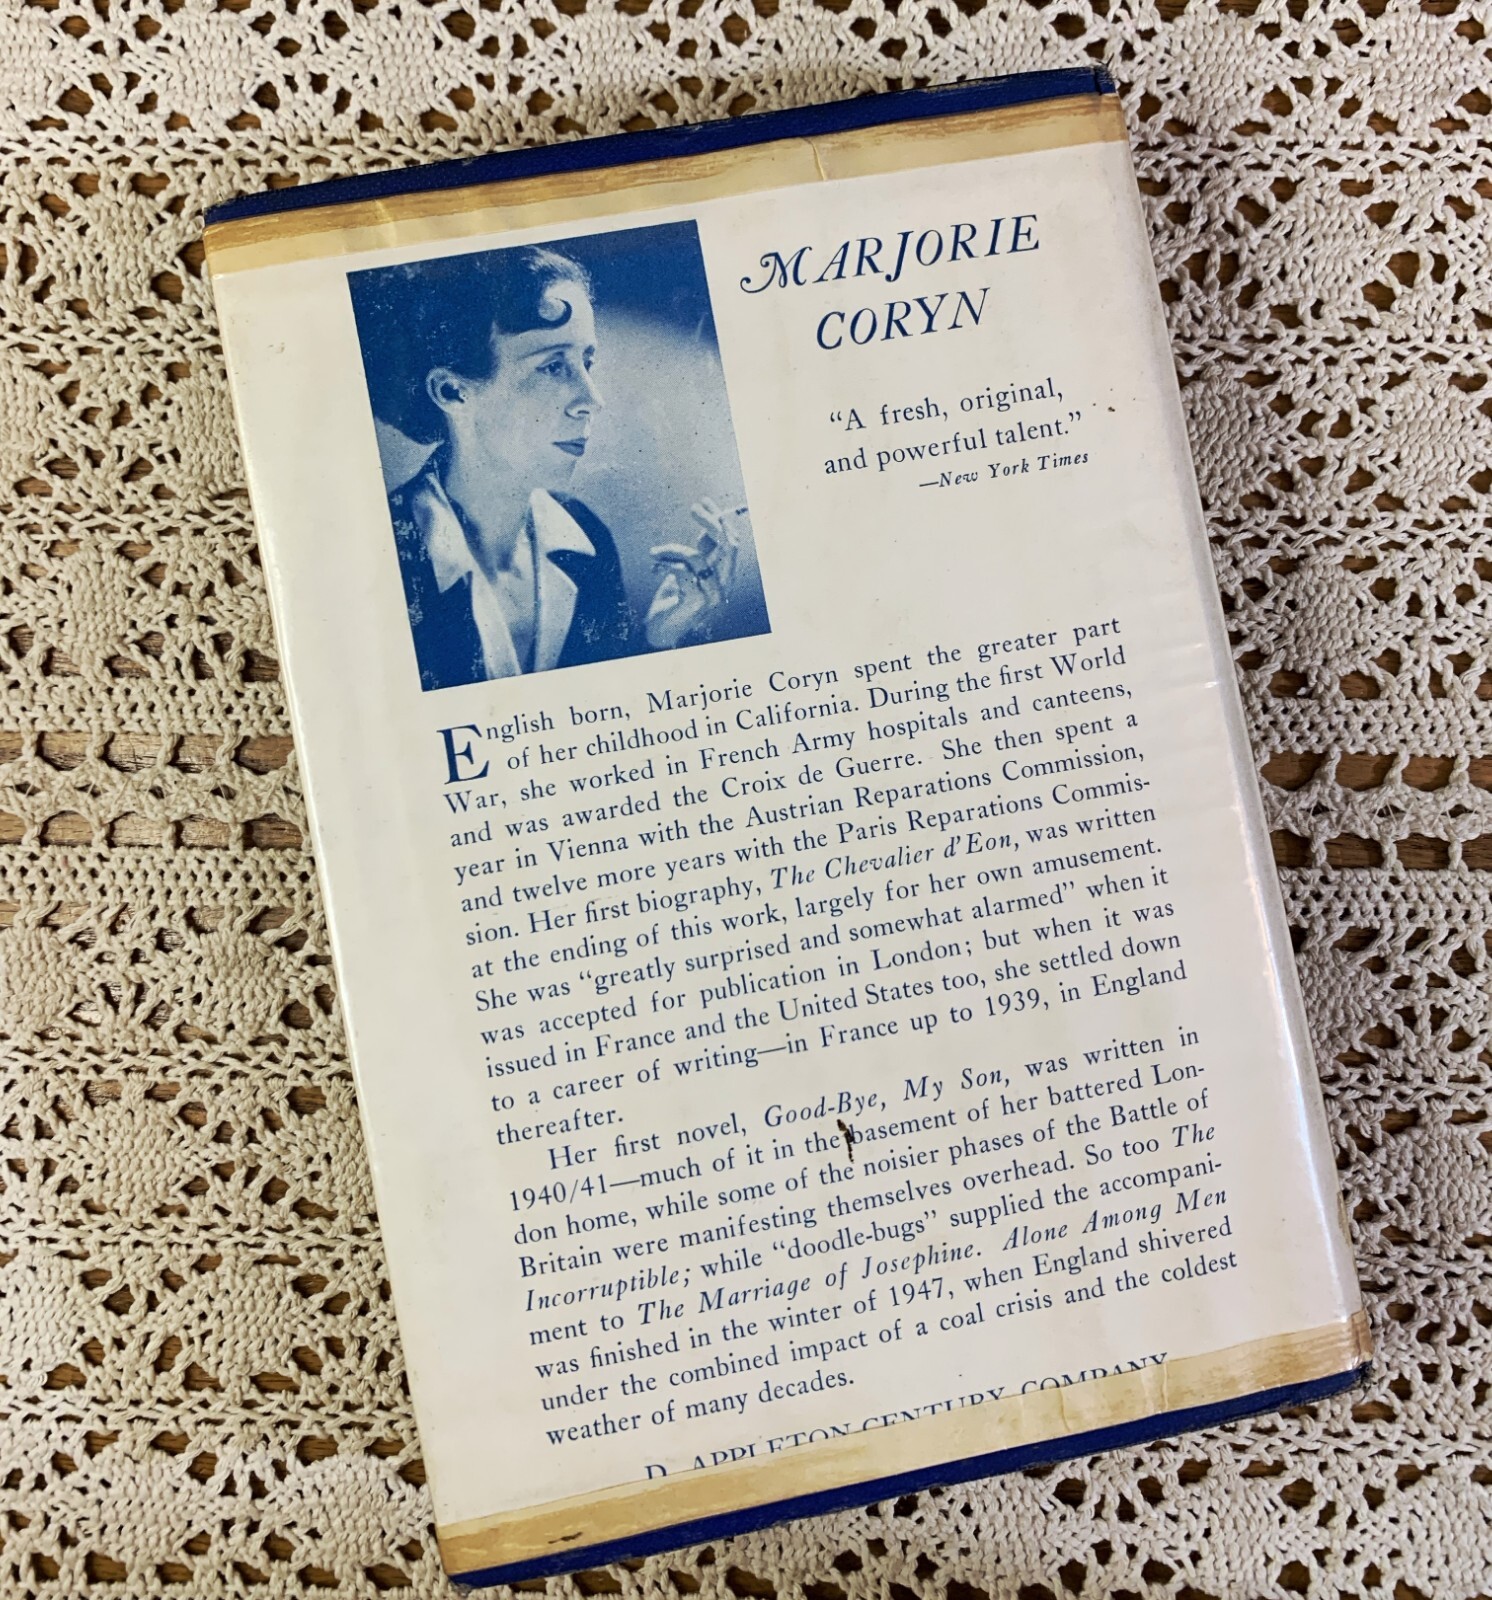 MARJORIE
CORYN
“A fresh, original,
and powerful talent.”
—New York Times
English born, Marjorie Coryn spent the greater part
of her childhood in California. During the first World
War, she worked in French Army hospitals and canteens,
and was awarded the Croix de Guerre. She then spent a
year in Vienna with the Austrian Reparations Commission,
and twelve more years with the Paris Reparations Commis-
sion. Her first biography, The Chevalier d’Eon, was written
at the ending of this work, largely for her own amusement.
She was “greatly surprised and somewhat alarmed” when it
was accepted for publication in London; but when it was
issued in France and the United States too, she settled down
to a career of writing—in France up to 1939, in England
thereafter.
Her first novel, Good-Bye, My Son, was written in
1940/41—much of it in the basement of her battered Lon-
don home, while some of the noisier phases of the Battle of
Britain were manifesting themselves overhead. So too The
Incorruptible; while “doodle-bugs” supplied the accompani-
ment to The Marriage of Josephine. Alone Among Men
was finished in the winter of 1947, when England shivered
under the combined impact of a coal crisis and the coldest
weather of many decades.
D. APPLETON-CENTURY COMPANY